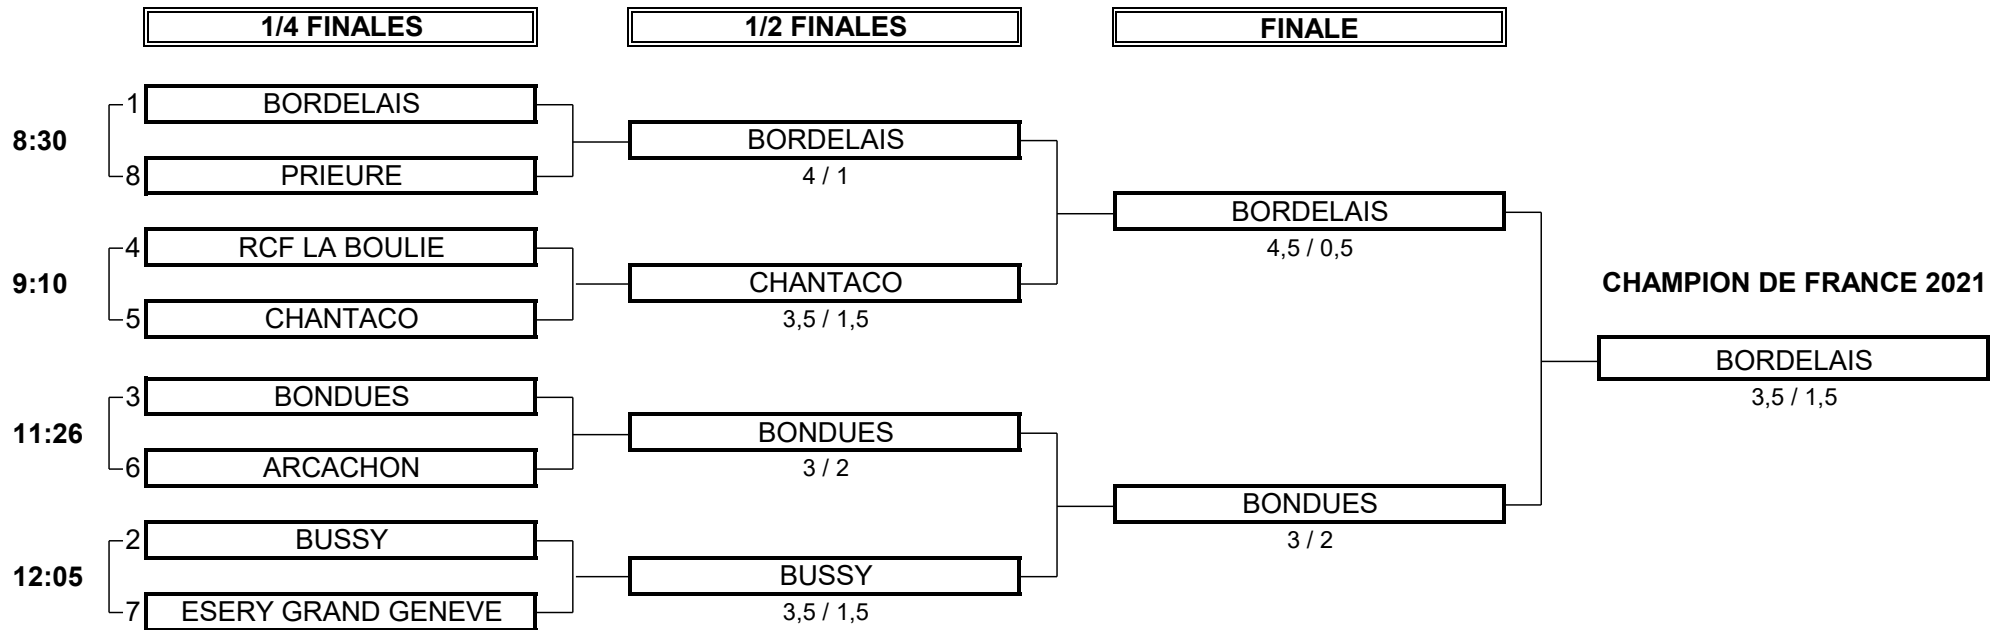 1/4 FINALES
1/2 FINALES
FINALE
1 BORDELAIS
8:30
BORDELAIS
8 PRIEURE
4 / 1
BORDELAIS
4 RCF LA BOULIE
4,5 / 0,5
9:10
CHANTACO
CHAMPION DE FRANCE 2021
5 CHANTACO
3,5 / 1,5
BORDELAIS
3,5 / 1,5
3 BONDUES
11:26
BONDUES
6 ARCACHON
3 / 2
BONDUES
2 BUSSY
3 / 2
12:05
BUSSY
7 ESERY GRAND GENEVE
3,5 / 1,5